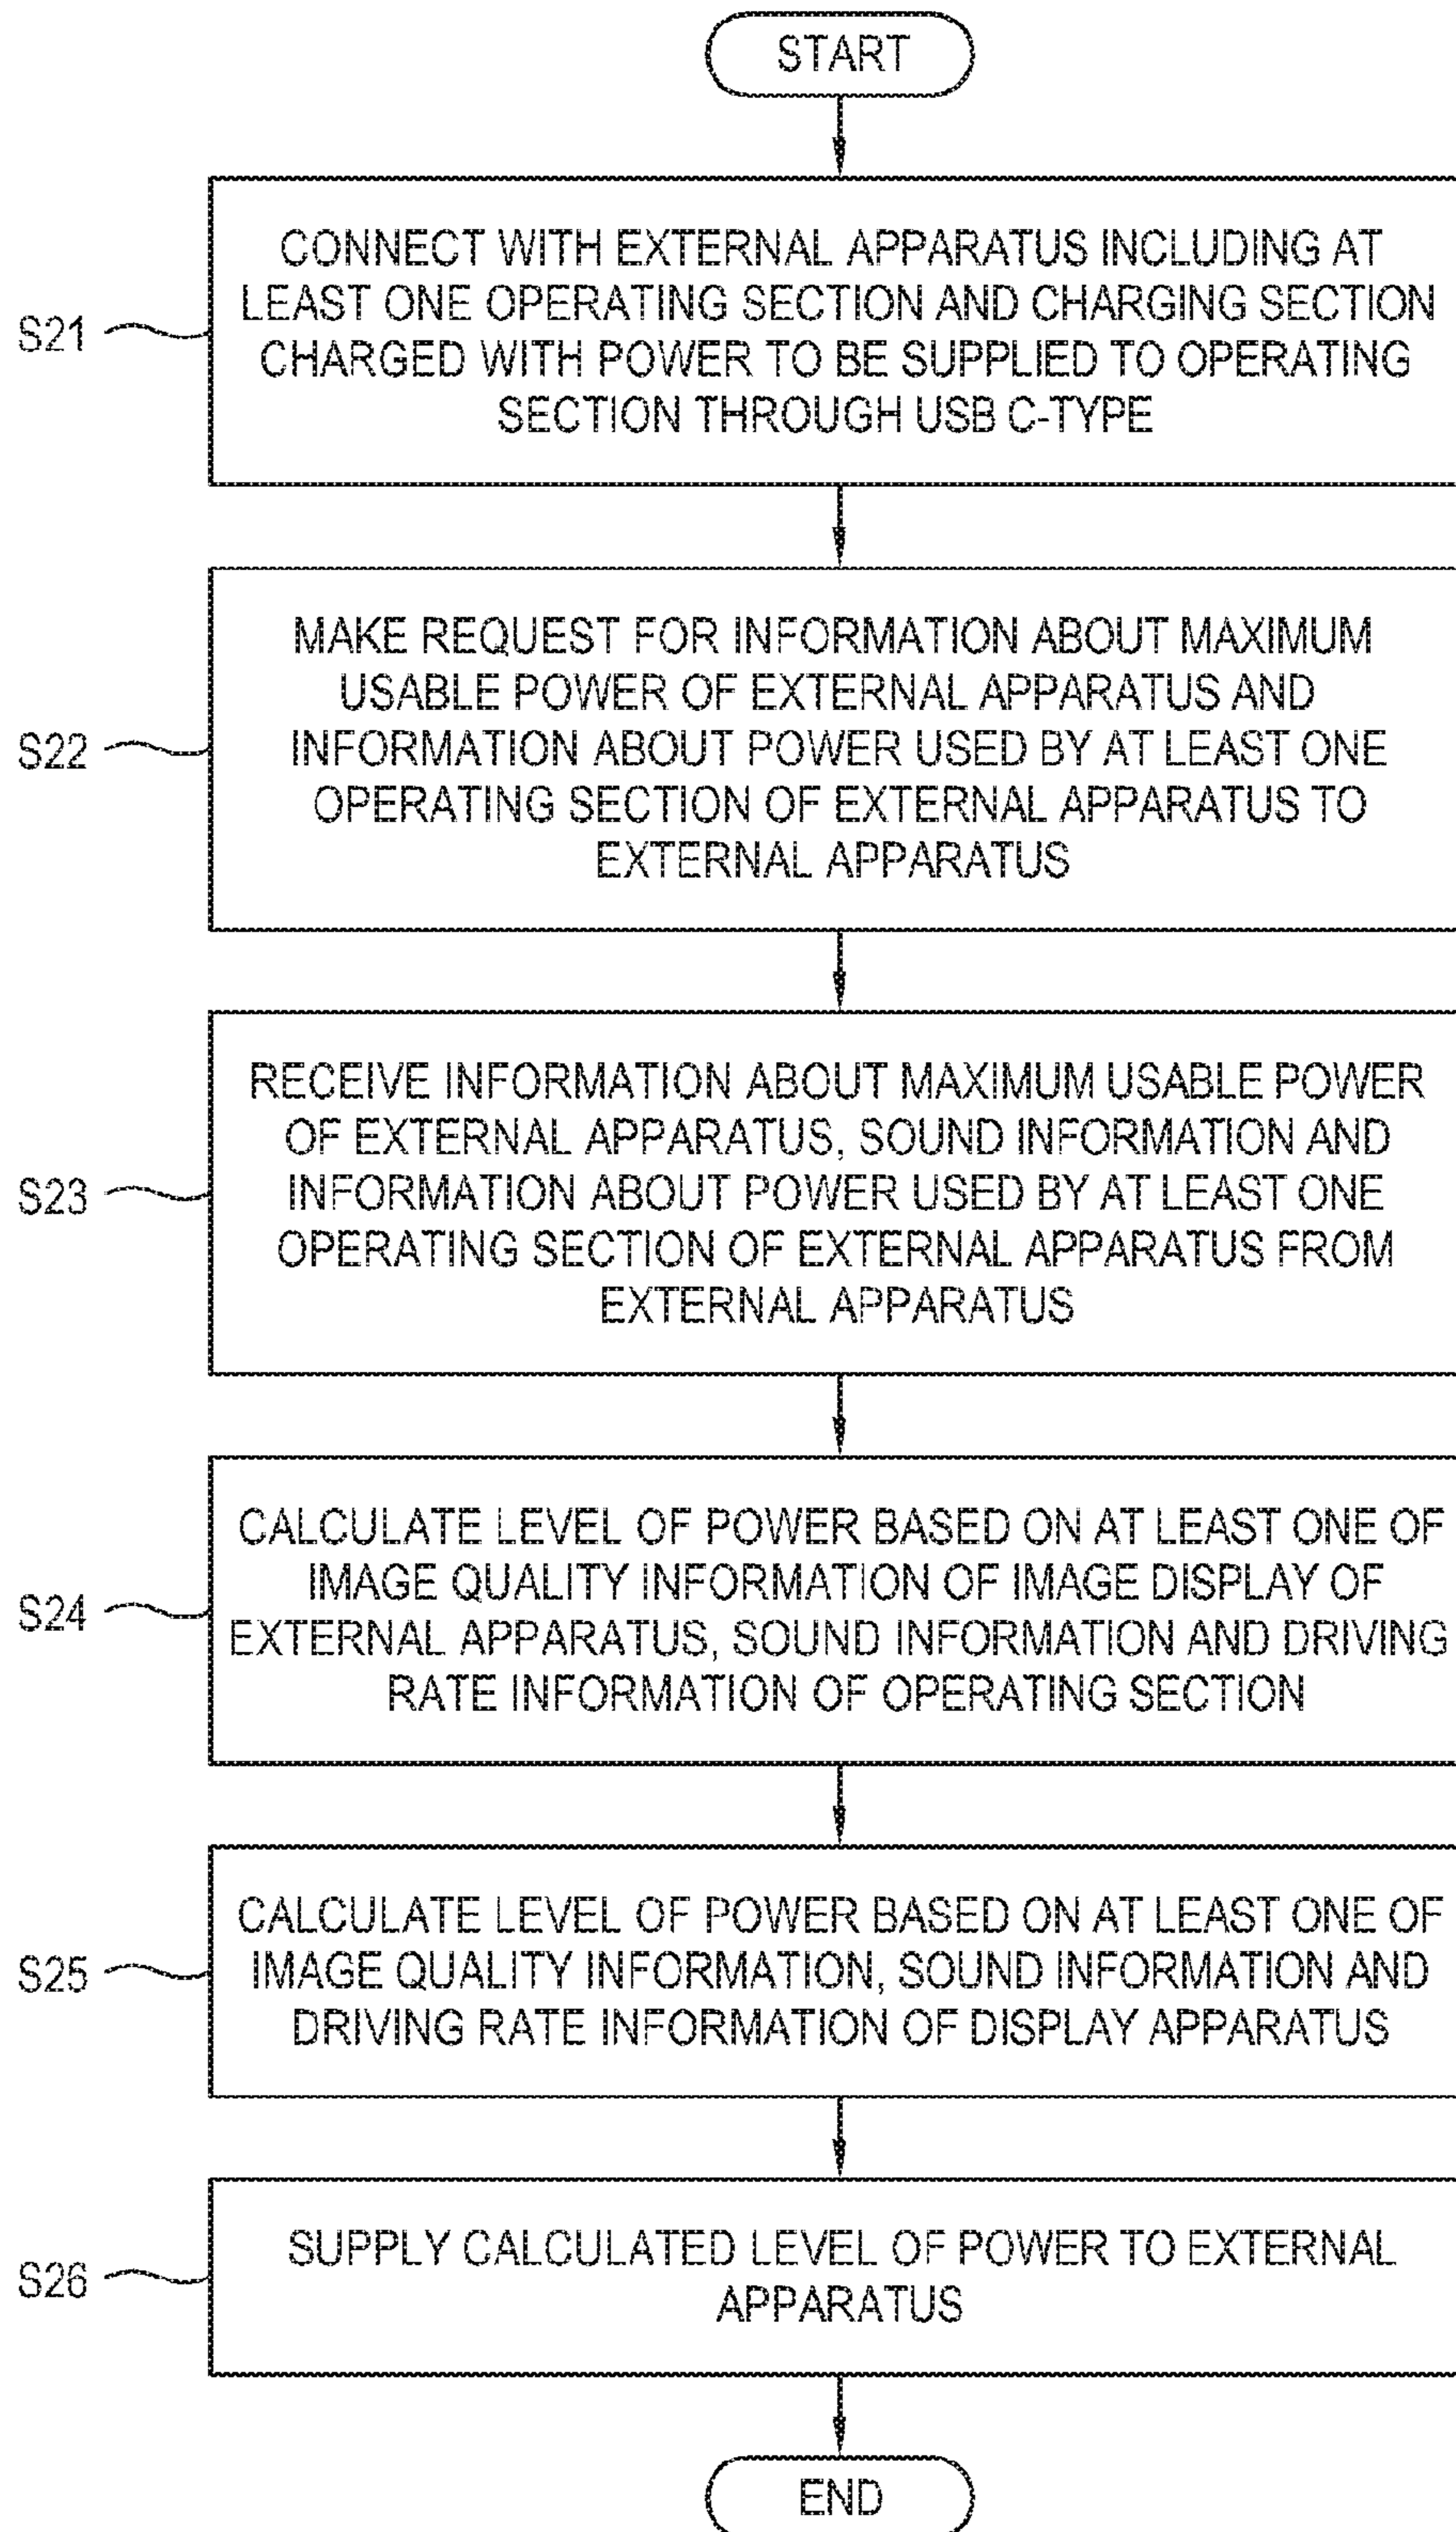 START
S21
CONNECT WITH EXTERNAL APPARATUS INCLUDING AT
LEAST ONE OPERATING SECTION AND CHARGING SECTION
CHARGED WITH POWER TO BE SUPPLIED TO OPERATING
SECTION THROUGH USB C-TYPE
S22
MAKE REQUEST FOR INFORMATION ABOUT MAXIMUM
USABLE POWER OF EXTERNAL APPARATUS AND
INFORMATION ABOUT POWER USED BY AT LEAST ONE
OPERATING SECTION OF EXTERNAL APPARATUS TO
EXTERNAL APPARATUS
S23
RECEIVE INFORMATION ABOUT MAXIMUM USABLE POWER
OF EXTERNAL APPARATUS, SOUND INFORMATION AND
INFORMATION ABOUT POWER USED BY AT LEAST ONE
OPERATING SECTION OF EXTERNAL APPARATUS FROM
EXTERNAL APPARATUS
S24
CALCULATE LEVEL OF POWER BASED ON AT LEAST ONE OF
IMAGE QUALITY INFORMATION OF IMAGE DISPLAY OF
EXTERNAL APPARATUS, SOUND INFORMATION AND DRIVING
RATE INFORMATION OF OPERATING SECTION
S25
CALCULATE LEVEL OF POWER BASED ON AT LEAST ONE OF
IMAGE QUALITY INFORMATION, SOUND INFORMATION AND
DRIVING RATE INFORMATION OF DISPLAY APPARATUS
S26
SUPPLY CALCULATED LEVEL OF POWER TO EXTERNAL
APPARATUS
END